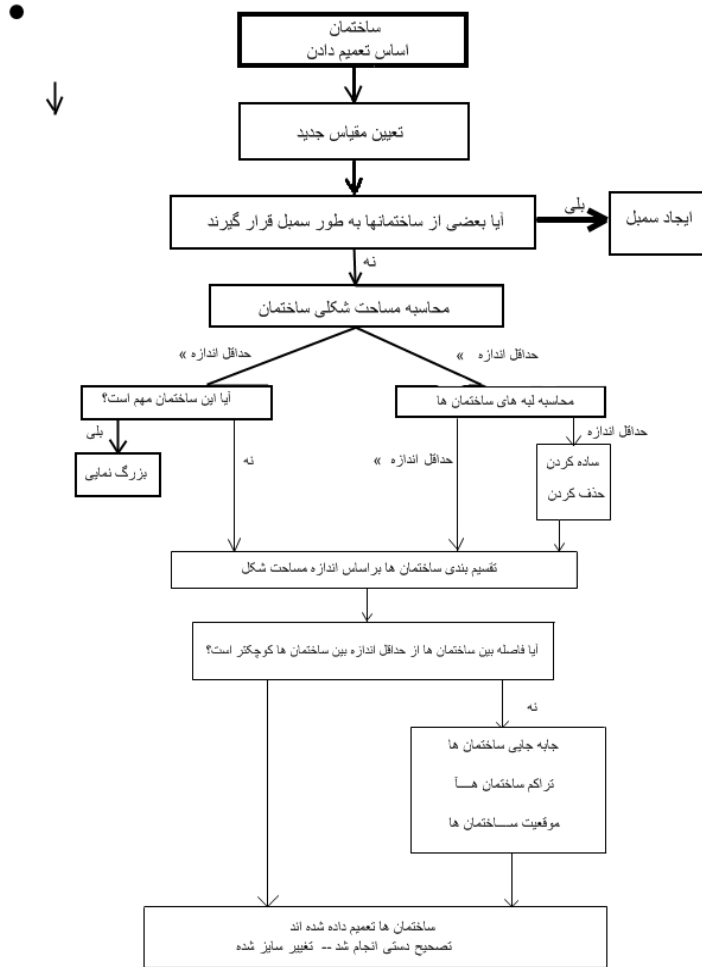 ساختمان
اساس تعمیم دادن
تعیین مقیاس جدید
آیا بعضی از ساختمانها به طور سمبل قرار گیرند
بلی
ایجاد سمبل
نه
محاسبه مساحت شکلی ساختمان
حداقل اندازه »
حداقل اندازه »
محاسبه لبه های ساختمان ها
آیا این ساختمان مهم است؟
حداقل اندازه
بلی
ساده کردن
حذف کردن
حداقل اندازه »
نه
بزرگ نمایی
تقسیم بندی ساختمان ها براساس اندازه مساحت شکل
آیا فاصله بین ساختمان ها از حداقل اندازه بین ساختمان ها کوچکتر است؟
نه
جابه جایی ساختمان ها
تراکم ساختمان هــــآ
موقعیت ســـاختمان ها
ساختمان ها تعمیم داده شده اند
تصحیح دستی انجام شد -- تغییر سایز شده